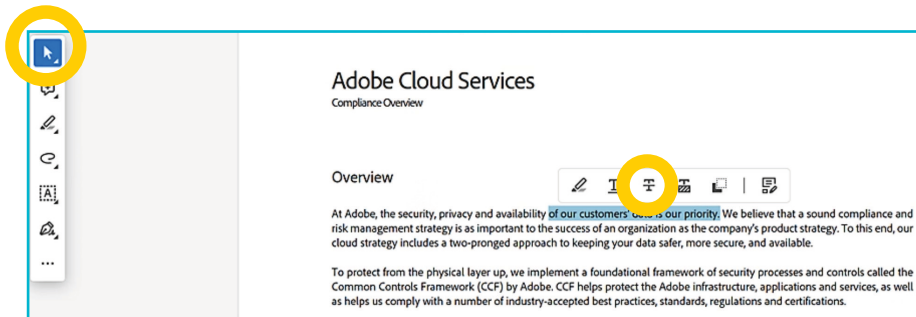 Adobe Cloud Services
Compliance Overview
Overview
At Adobe, the security, privacy and availability of our customers' data is our priority. We believe that a sound compliance and
risk management strategy is as important to the success of an organization as the company's product strategy. To this end, our
cloud strategy includes a two-pronged approach to keeping your data safer, more secure, and available.
To protect from the physical layer up, we implement a foundational framework of security processes and controls called the
Common Controls Framework (CCF) by Adobe. CCF helps protect the Adobe infrastructure, applications and services, as well
as helps us comply with a number of industry-accepted best practices, standards, regulations and certifications.